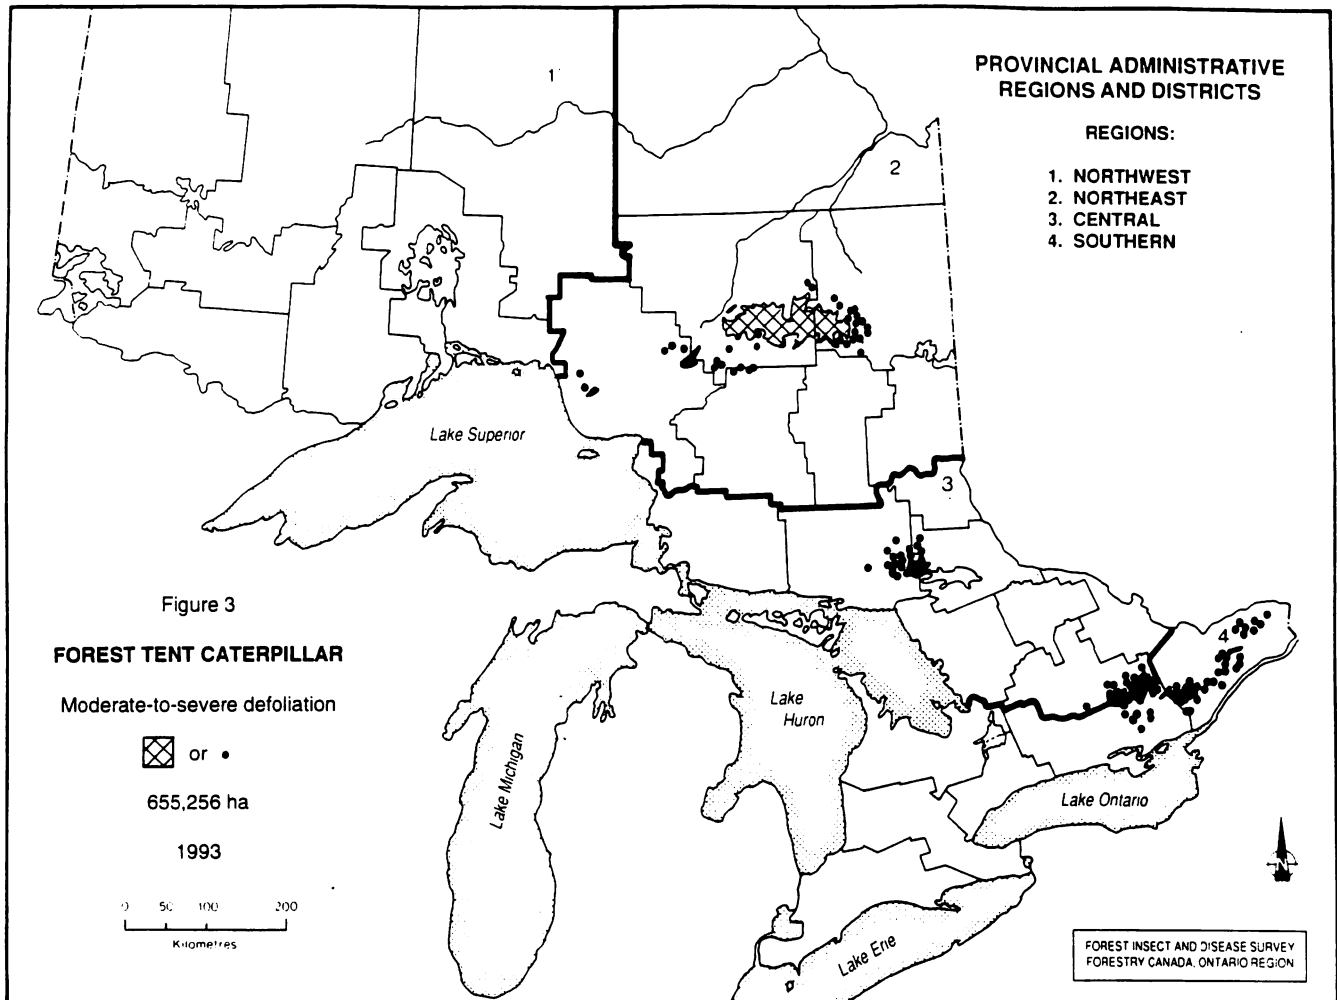 1
PROVINCIAL ADMINISTRATIVE
REGIONS AND DISTRICTS
REGIONS:
1. NORTHWEST
2. NORTHEAST
3. CENTRAL
4. SOUTHERN
2
Lake Superior
3
Figure 3
FOREST TENT CATERPILLAR
Moderate-to-severe defoliation
or
655,256 ha
1993
0 50 100 200
Kilometres
4
Lake
Huron
Lake Michigan
Lake Ontario
Lake Erie
N
FOREST INSECT AND DISEASE SURVEY
FORESTRY CANADA, ONTARIO REGION